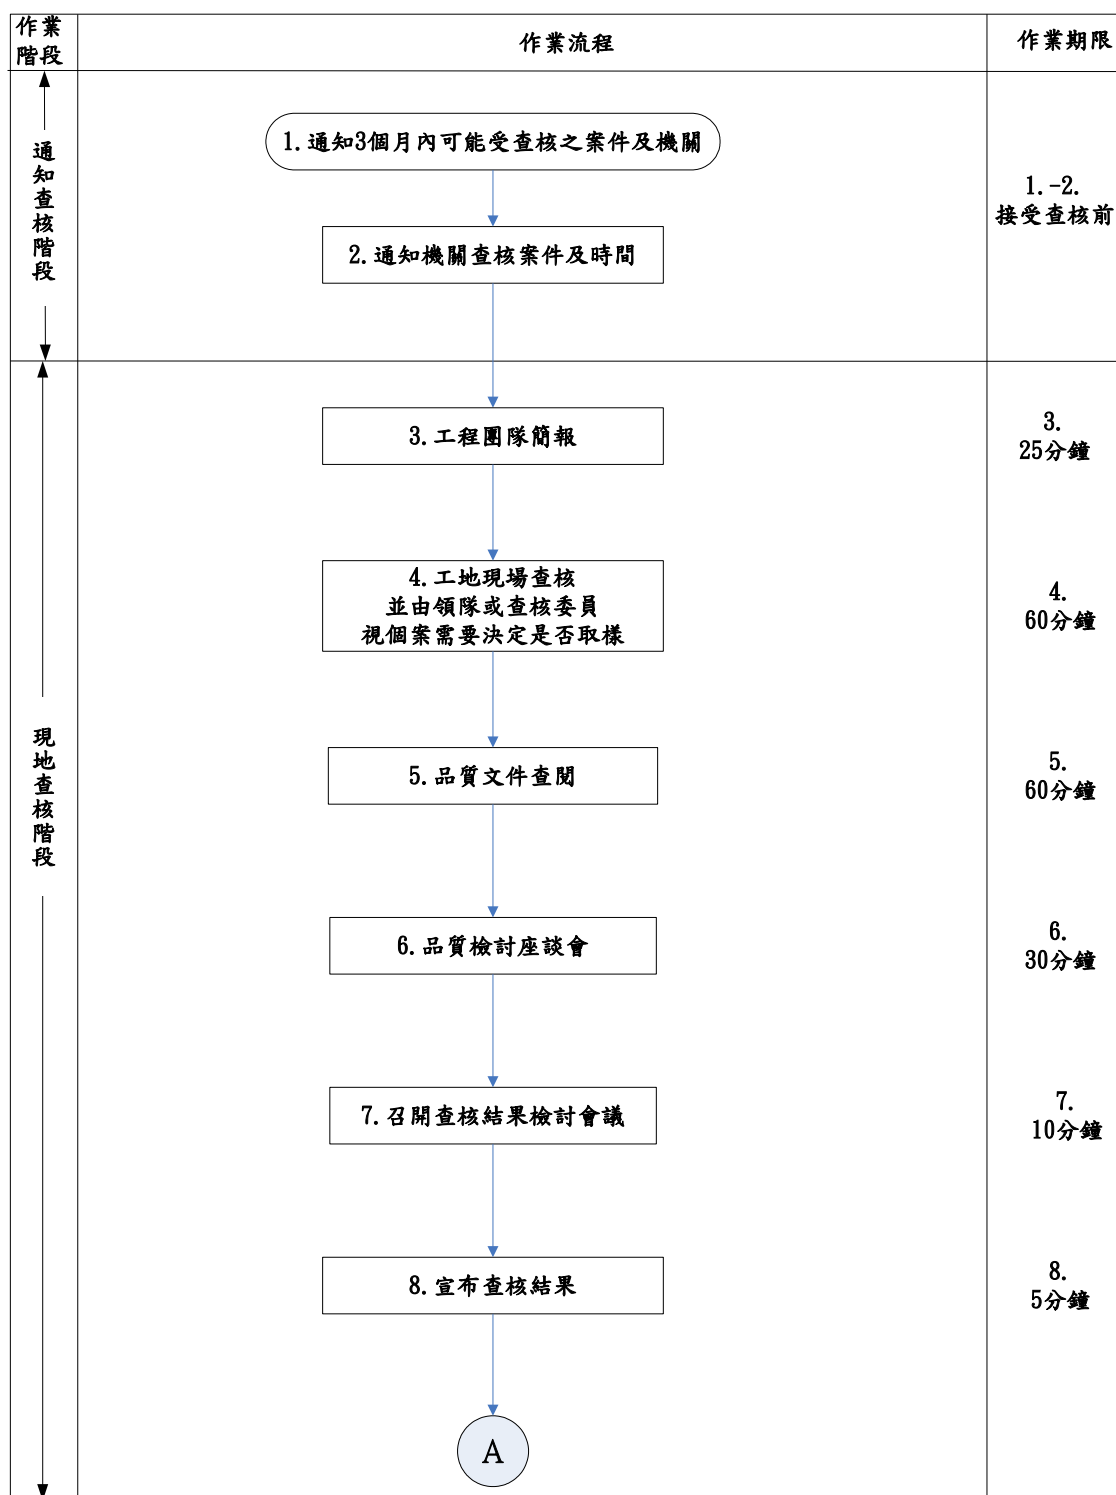 作業
階段
作業流程
作業期限
通知查核階段
1.通知3個月內可能受查核之案件及機關
2.通知機關查核案件及時間
1.-2.
接受查核前
現地查核階段
3.工程團隊簡報
3.
25分鐘
4.工地現場查核
並由領隊或查核委員
視個案需要決定是否取樣
4.
60分鐘
5.品質文件查閱
5.
60分鐘
6.品質檢討座談會
6.
30分鐘
7.召開查核結果檢討會議
7.
10分鐘
8.宣布查核結果
8.
5分鐘
A